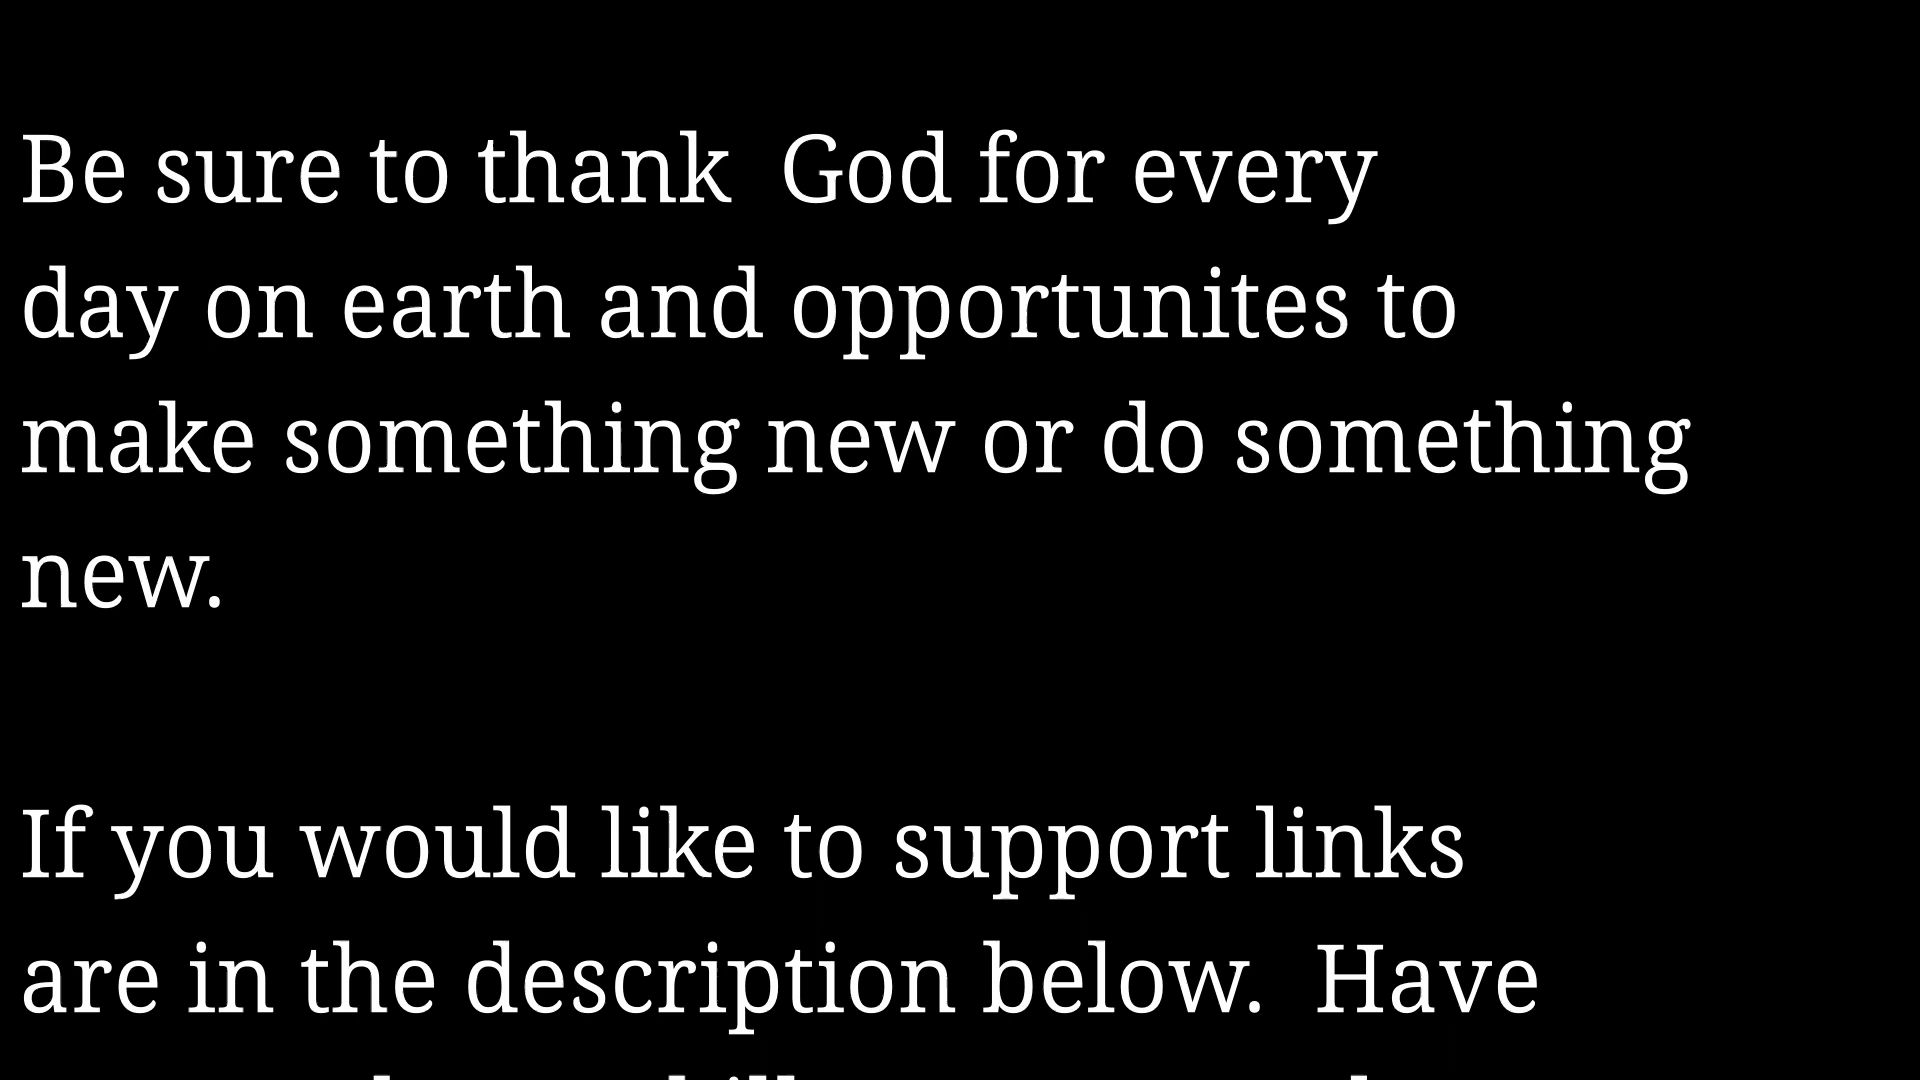 Be sure to thank  God for every
day on earth and opportunites to
make something new or do something
new.
If you would like to support links
are in the description below.  Have